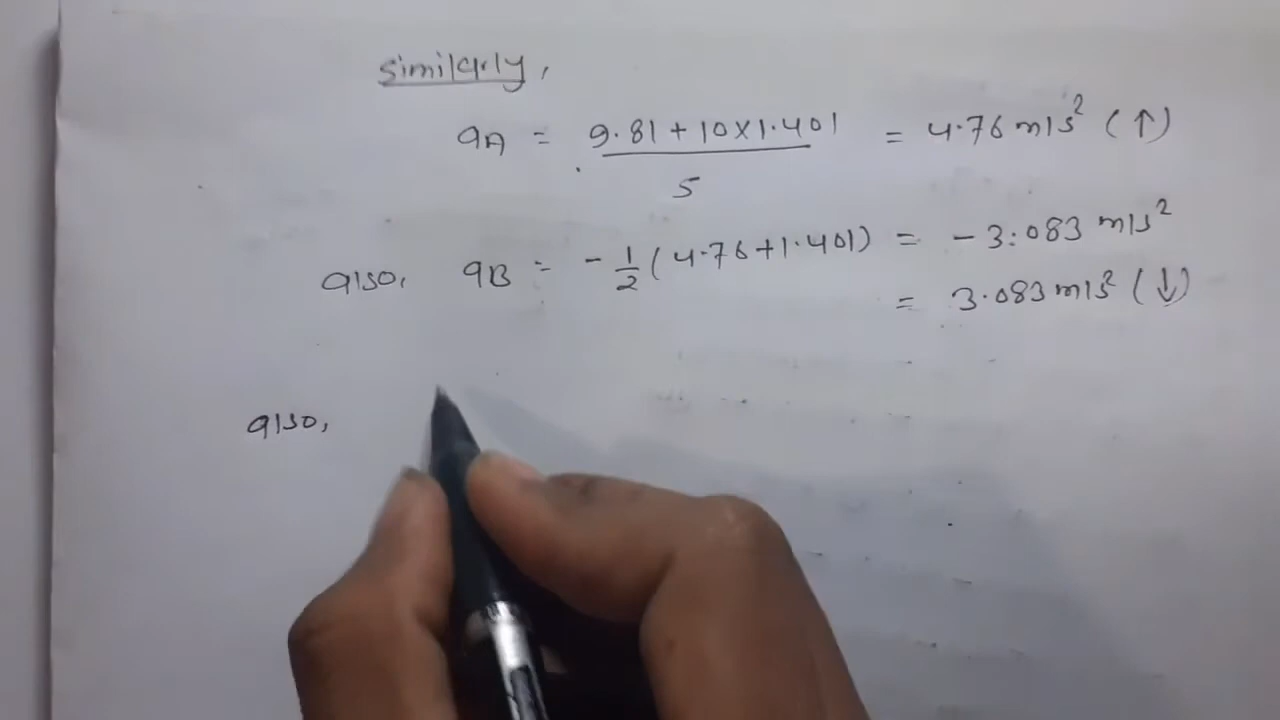 Similarly,
aA = 9.81 + 10 × 1.401 / 5 = 4.76 m/s² (↑)
also, aB = - 1/2 (4.76 + 1.401) = - 3.083 m/s²
= 3.083 m/s² (↓)
also,